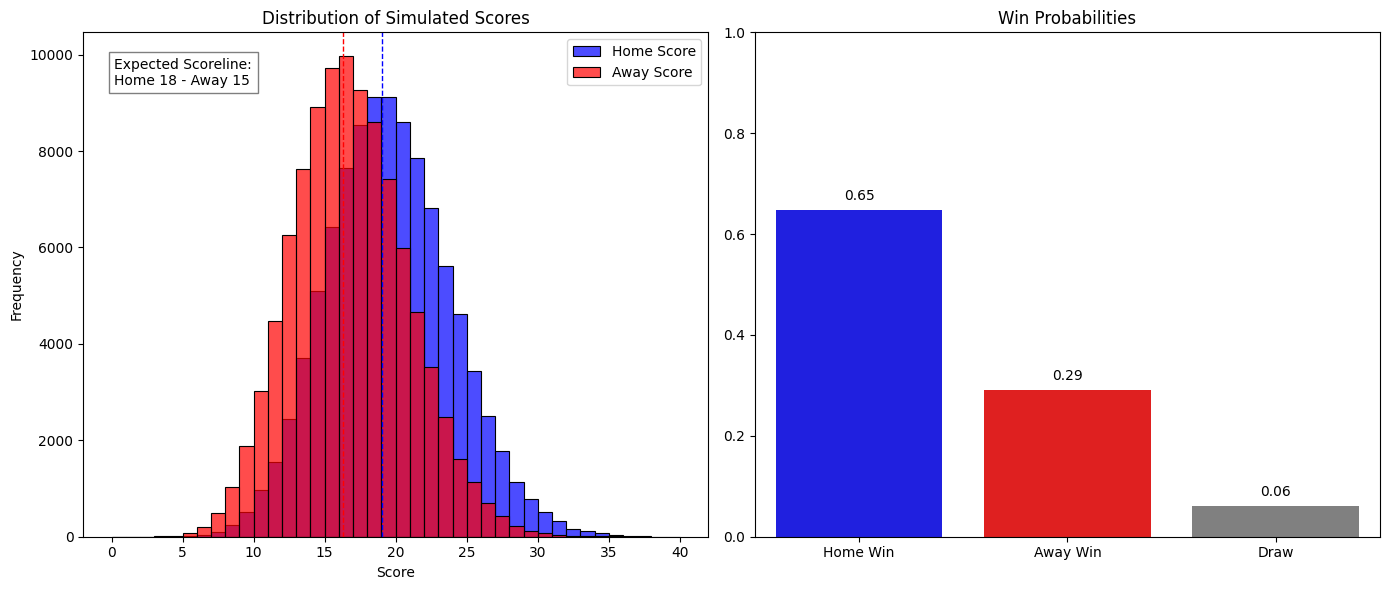 Distribution of Simulated Scores
Expected Scoreline:
Home 18 - Away 15
Home Score
Away Score
10000
8000
6000
4000
2000
0
Frequency
0 5 10 15 20 25 30 35 40
Score
Win Probabilities
1.0
0.8
0.6
0.4
0.2
0.0
0.65
0.29
0.06
Home Win Away Win Draw